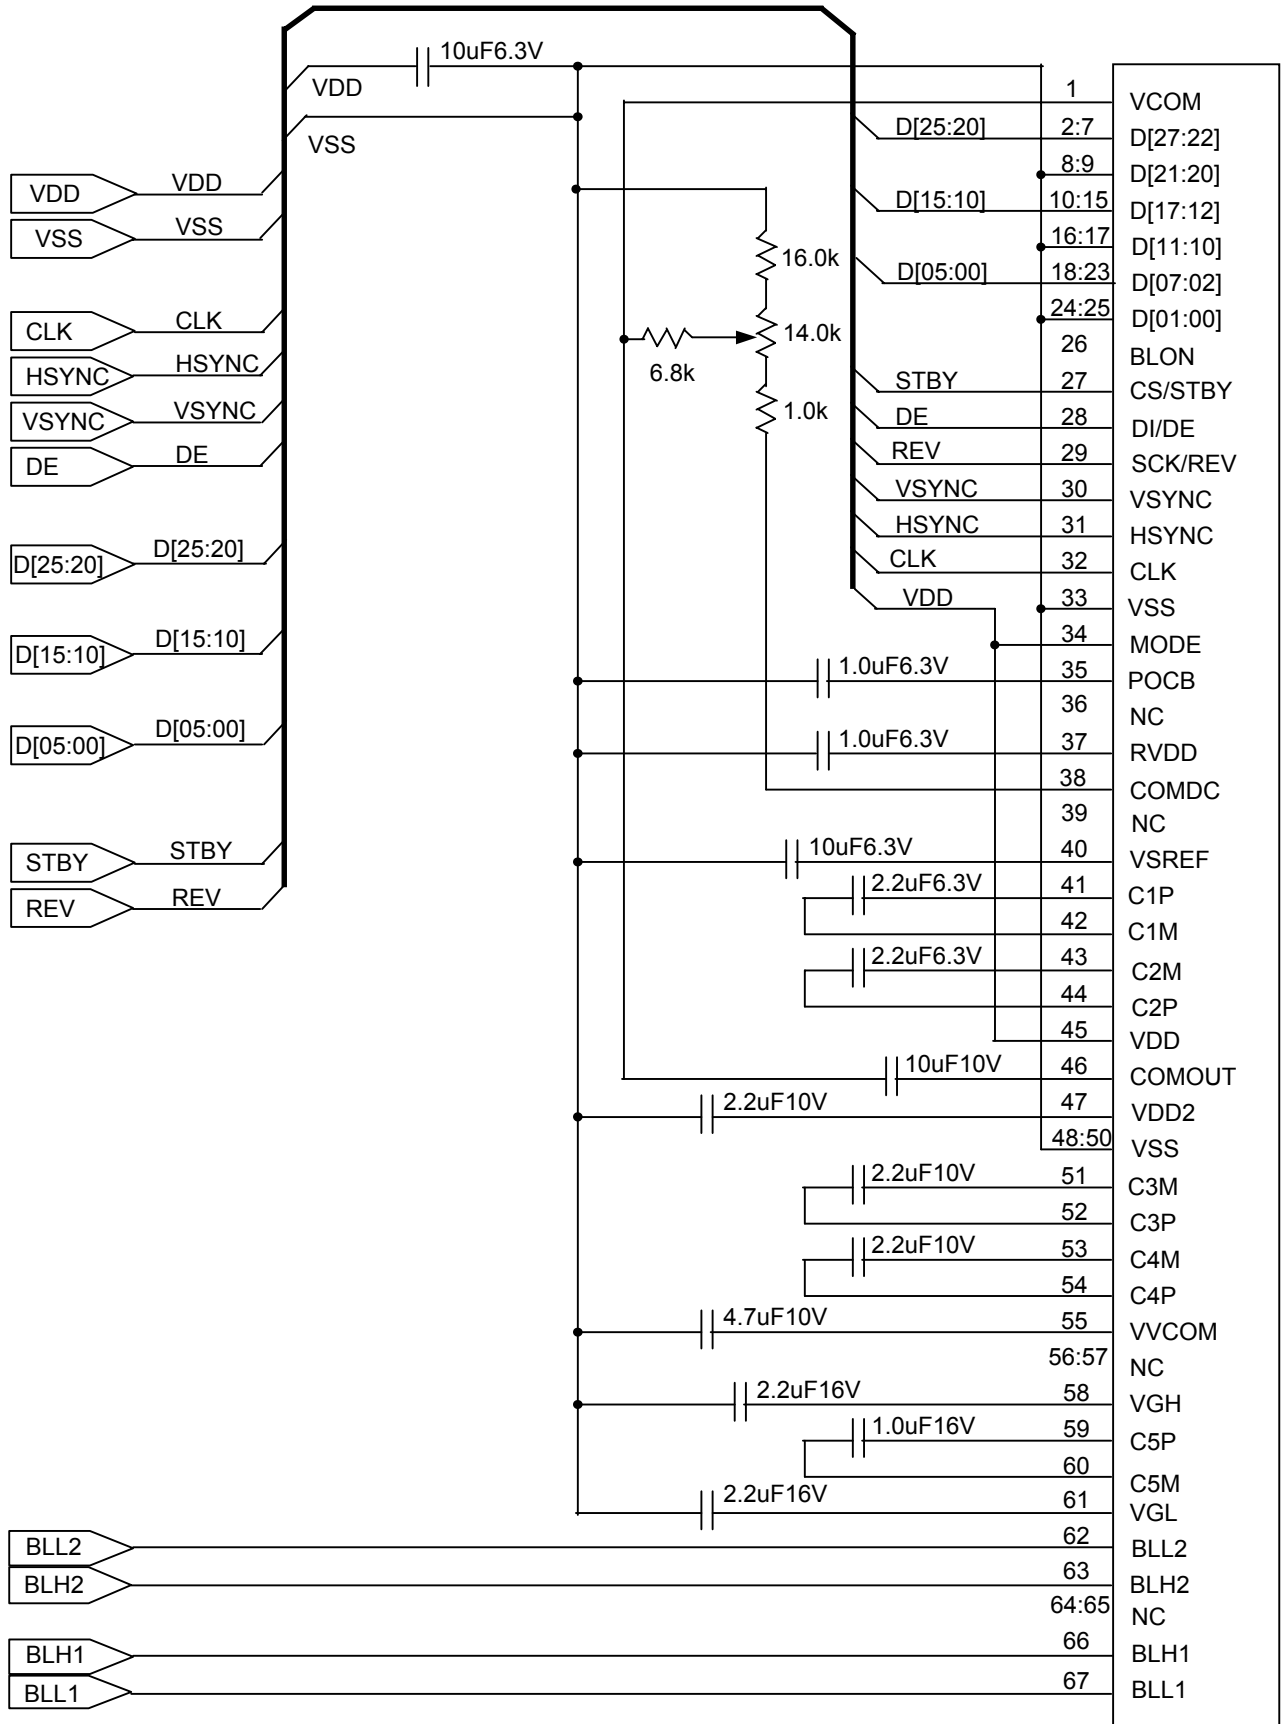 10uF6.3V
VDD
VSS
VDD VDD
VSS VSS
CLK CLK
HSYNC HSYNC
VSYNC VSYNC
DE DE
D[25:20] D[25:20]
D[15:10] D[15:10]
D[05:00] D[05:00]
STBY STBY
REV REV
16.0k
14.0k
6.8k
1.0k
1 VCOM
D[25:20] 2:7 D[27:22]
8:9 D[21:20]
D[15:10] 10:15 D[17:12]
16:17 D[11:10]
D[05:00] 18:23 D[07:02]
24:25 D[01:00]
26 BLON
STBY 27 CS/STBY
DE 28 DI/DE
REV 29 SCK/REV
VSYNC 30 VSYNC
HSYNC 31 HSYNC
CLK 32 CLK
VDD 33 VSS
34 MODE
1.0uF6.3V 35 POCB
36 NC
1.0uF6.3V 37 RVDD
38 COMDC
39 NC
10uF6.3V 40 VSREF
2.2uF6.3V 41 C1P
42 C1M
2.2uF6.3V 43 C2M
44 C2P
45 VDD
10uF10V 46 COMOUT
2.2uF10V 47 VDD2
48:50 VSS
2.2uF10V 51 C3M
52 C3P
2.2uF10V 53 C4M
54 C4P
4.7uF10V 55 VVCOM
56:57 NC
2.2uF16V 58 VGH
1.0uF16V 59 C5P
60 C5M
2.2uF16V 61 VGL
BLL2 62 BLL2
BLH2 63 BLH2
64:65 NC
BLH1 66 BLH1
BLL1 67 BLL1